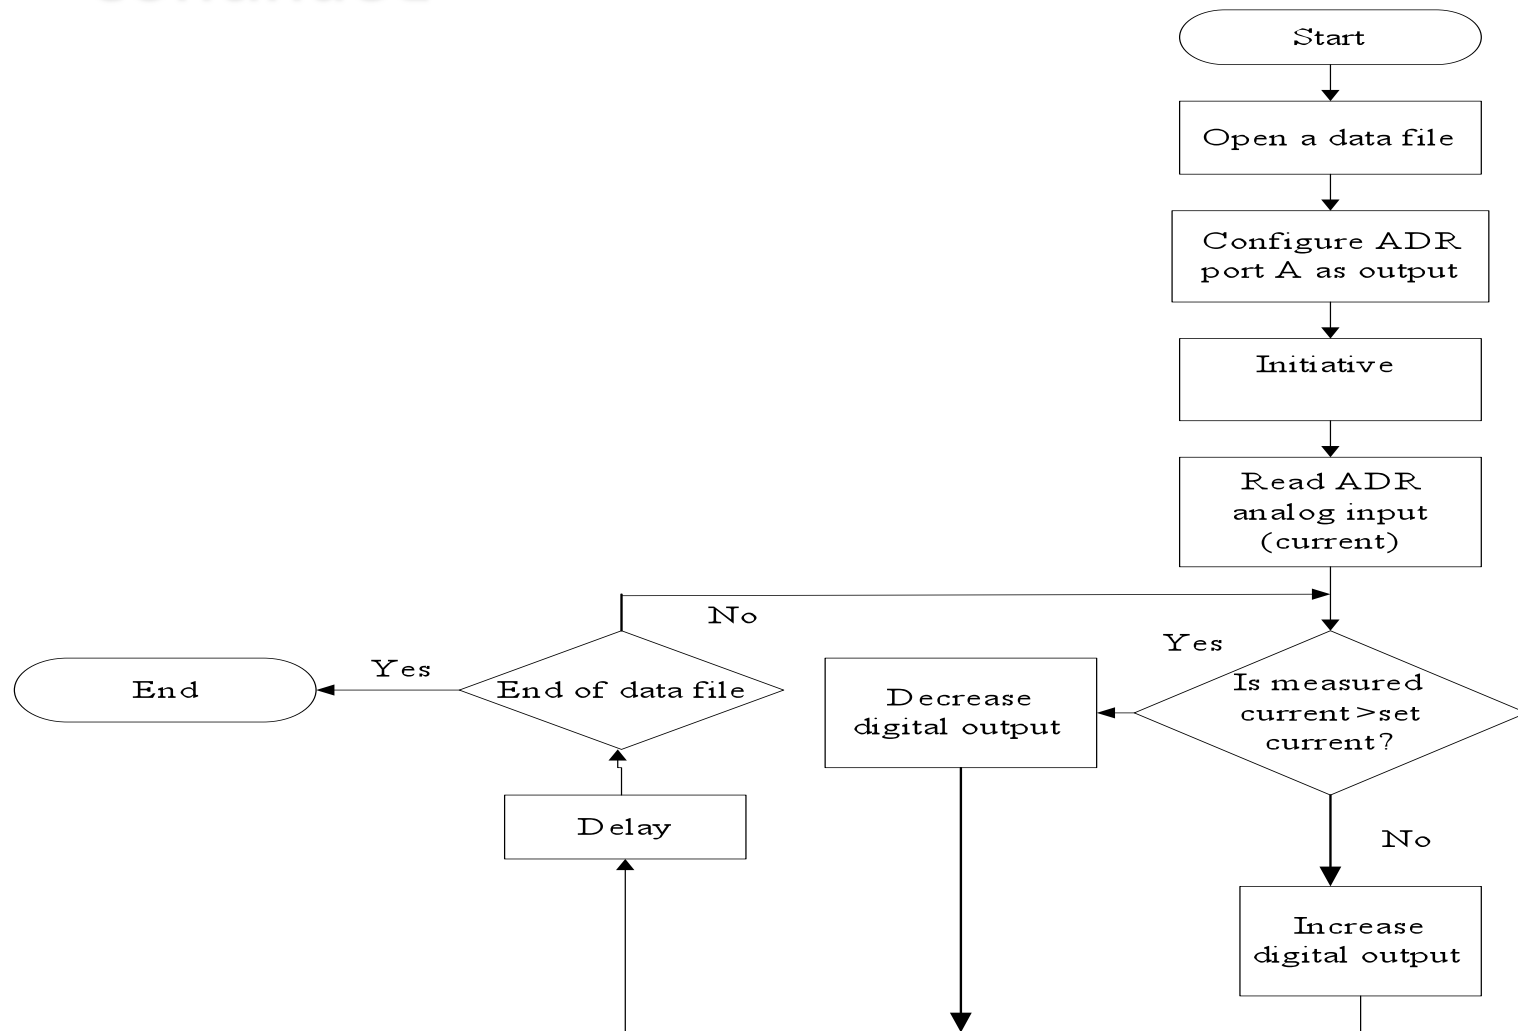 Start
Open a data file
Configure ADR
port A as output
Initiative
Read ADR
analog input
(current)
No
Yes
Yes
End
End of data file
Decrease
digital output
Is measured
current>set
current?
Delay
No
Increase
digital output